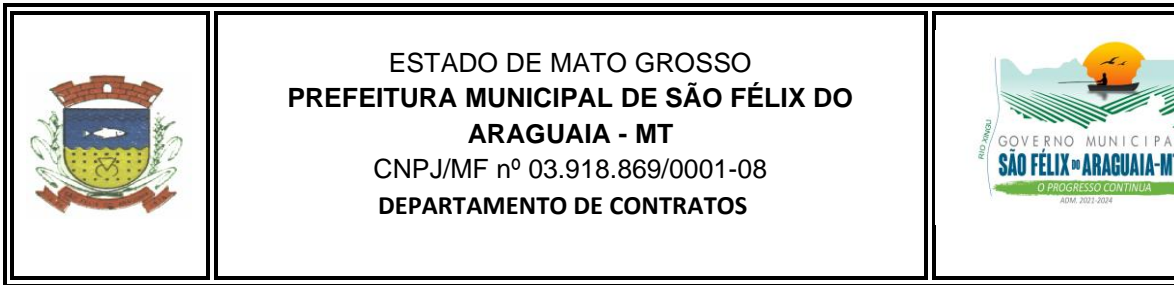 ESTADO DE MATO GROSSO
PREFEITURA MUNICIPAL DE SÃO FÉLIX DO
ARAGUAIA - MT
CNPJ/MF nº 03.918.869/0001-08
DEPARTAMENTO DE CONTRATOS
RIO XINGU
GOVERNO MUNICIPA
SÃO FÉLIX DO ARAGUAIA-MT
O PROGRESSO CONTINUA
ADM. 2021-2024